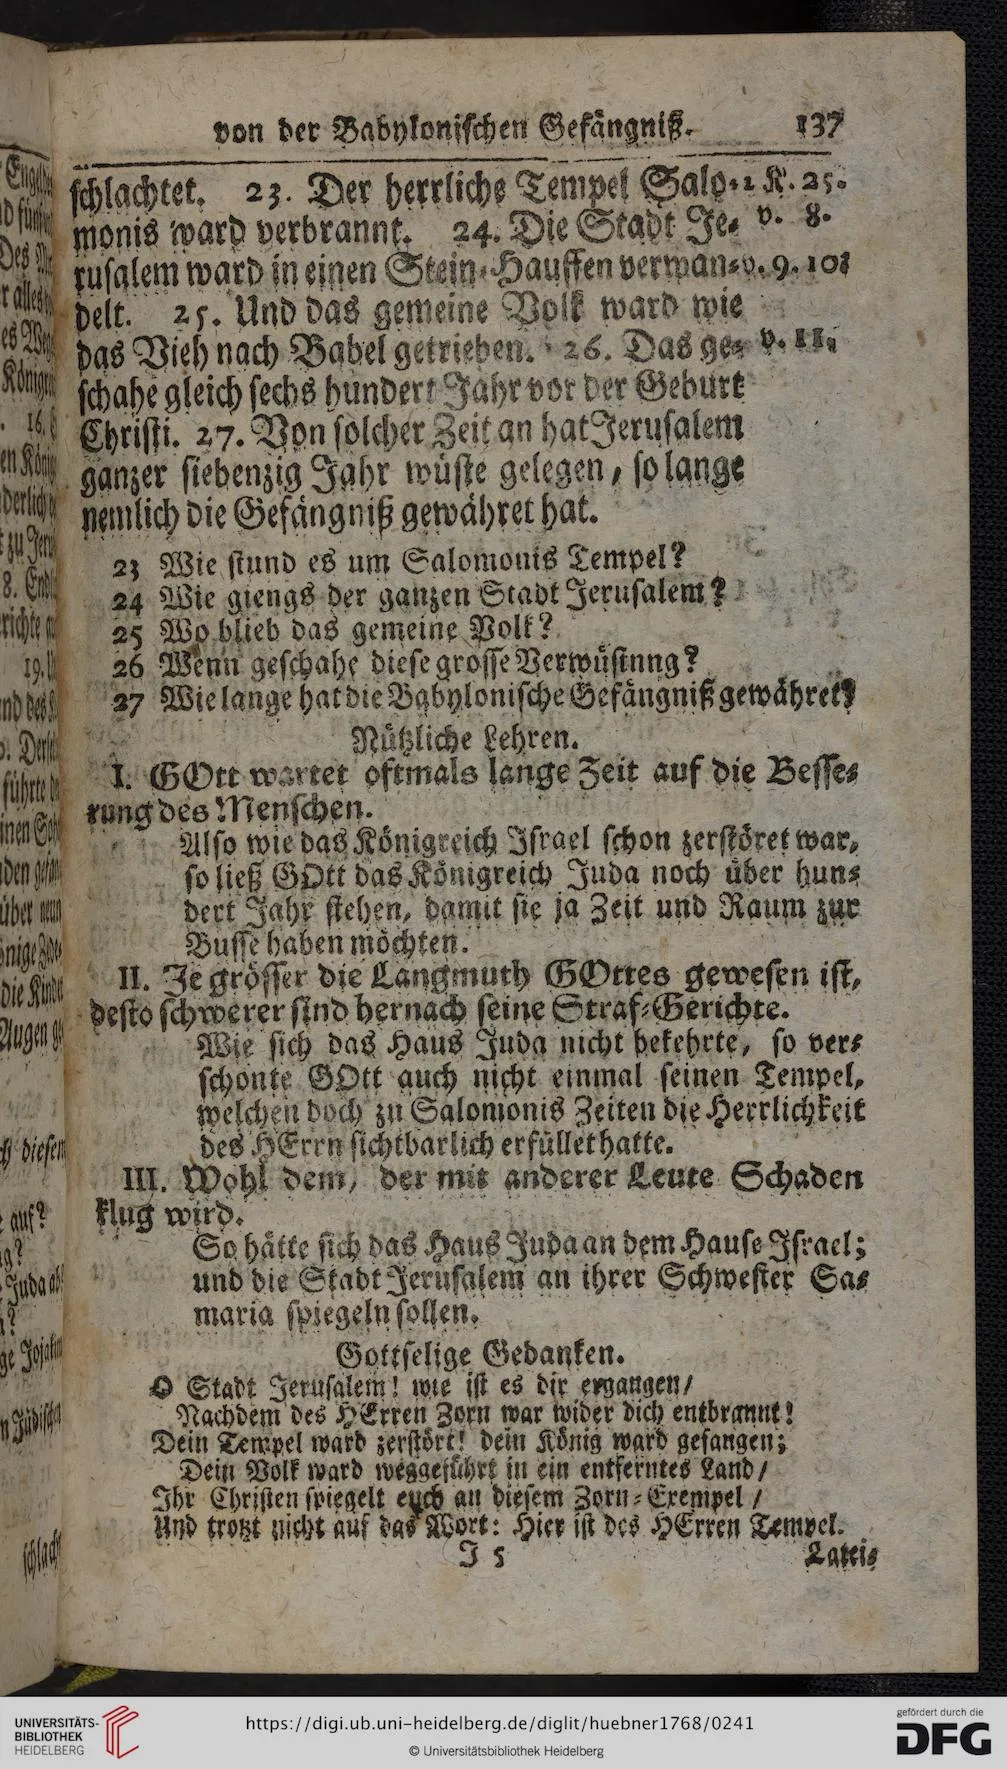 von der Babylonischen Gefängniß. 137
schlachtet. 23. Der herrliche Tempel Salo- 2 K. 25.
monis ward verbrannt. 24. Die Stadt Je- v. 8.
rusalem ward in einen Stein-Hauffen verwan- v. 9. 10.
delt. 25. Und das gemeine Volk ward wie
das Vieh nach Babel getrieben. 26. Das ge- v. 11.
schahe gleich sechs hundert Jahr vor der Geburt
Christi. 27. Von solcher Zeit an hat Jerusalem
ganzer siebenzig Jahr wüste gelegen, so lange
nemlich die Gefängniß gewähret hat.
23 Wie stund es um Salomonis Tempel?
24 Wie giengs der ganzen Stadt Jerusalem?
25 Wo blieb das gemeine Volk?
26 Wenn geschahe diese grosse Verwüstnng?
27 Wie lange hat die Babylonische Gefängniß gewähret?
Nützliche Lehren.
I. GOtt wartet oftmals lange Zeit auf die Besse-
rung des Menschen.
Also wie das Königreich Israel schon zerstöret war,
so ließ GOtt das Königreich Juda noch über hun-
dert Jahr stehen, damit sie ja Zeit und Raum zur
Busse haben möchten.
II. Je grösser die Langmuth GOttes gewesen ist,
desto schwerer sind hernach seine Straf-Gerichte.
Wie sich das Haus Juda nicht bekehrte, so ver-
schonte GOtt auch nicht einmal seinen Tempel,
welchen doch zu Salomonis Zeiten die Herrlichkeit
des HErrn sichtbarlich erfüllet hatte.
III. Wohl dem, der mit anderer Leute Schaden
klug wird.
So hätte sich das Haus Juda an dem Hause Israel;
und die Stadt Jerusalem an ihrer Schwester Sa-
maria spiegeln sollen.
Gottselige Gedanken.
O Stadt Jerusalem! wie ist es dir ergangen/
Nachdem des HErren Zorn war wider dich entbrannt!
Dein Tempel ward zerstört! dein König ward gefangen;
Dein Volk ward weggeführt in ein entferntes Land/
Ihr Christen spiegelt euch an diesem Zorn-Exempel/
Und trotzt nicht auf das Wort: Hier ist des HErren Tempel.
J 5 Lattei-
UNIVERSITÄTS-
BIBLIOTHEK
HEIDELBERG
https://digi.ub.uni-heidelberg.de/diglit/huebner1768/0241
© Universitätsbibliothek Heidelberg
gefördert durch die
DFG